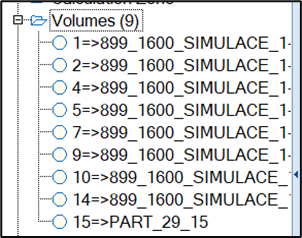 Volumes (9)
1=>899_1600_SIMULACE_1-
2=>899_1600_SIMULACE_1-
4=>899_1600_SIMULACE_1-
5=>899_1600_SIMULACE_1-
7=>899_1600_SIMULACE_1-
9=>899_1600_SIMULACE_1-
10=>899_1600_SIMULACE_
14=>899_1600_SIMULACE_
15=>PART_29_15